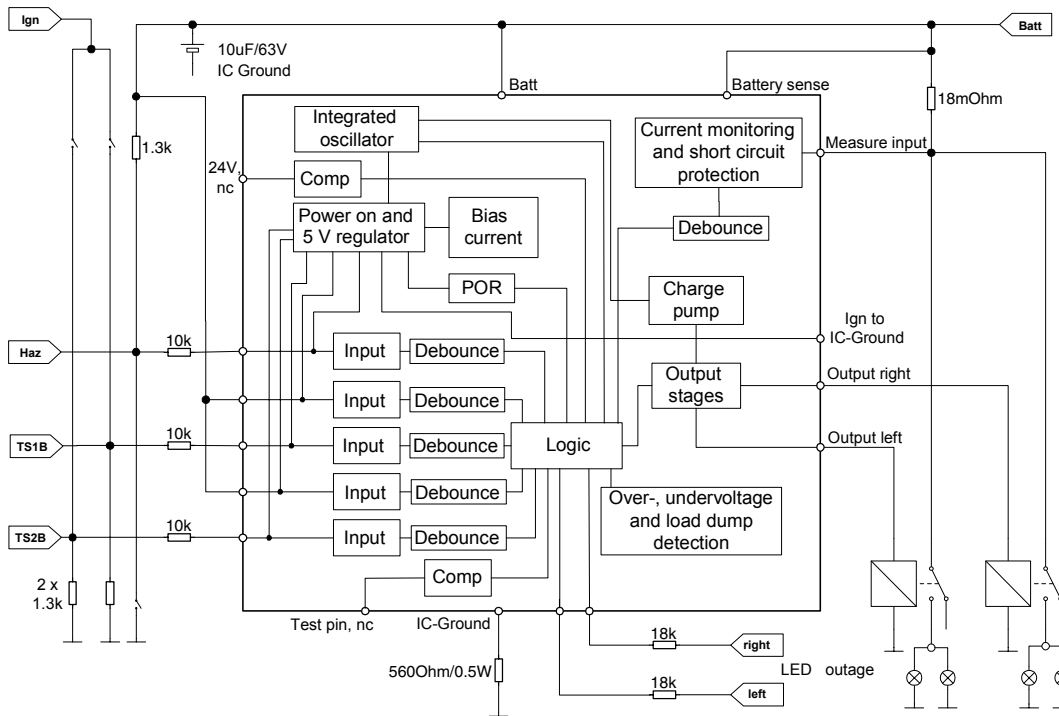 Ign
Batt
10uF/63V
IC Ground
Batt
Battery sense
18mOhm
1.3k
Integrated
oscillator
Current monitoring
and short circuit
protection
Measure input
24V,
nc
Comp
Power on and
5 V regulator
Bias
current
Debounce
POR
Charge
pump
Ign to
IC-Ground
Haz
10k
Input
Debounce
Output
stages
Output right
Input
Debounce
TS1B
10k
Input
Debounce
Logic
Output left
Input
Debounce
Over-, undervoltage
and load dump
detection
TS2B
10k
Input
Debounce
2 x
1.3k
Comp
Test pin, nc
IC-Ground
18k
right
560Ohm/0.5W
LED outage
18k
left